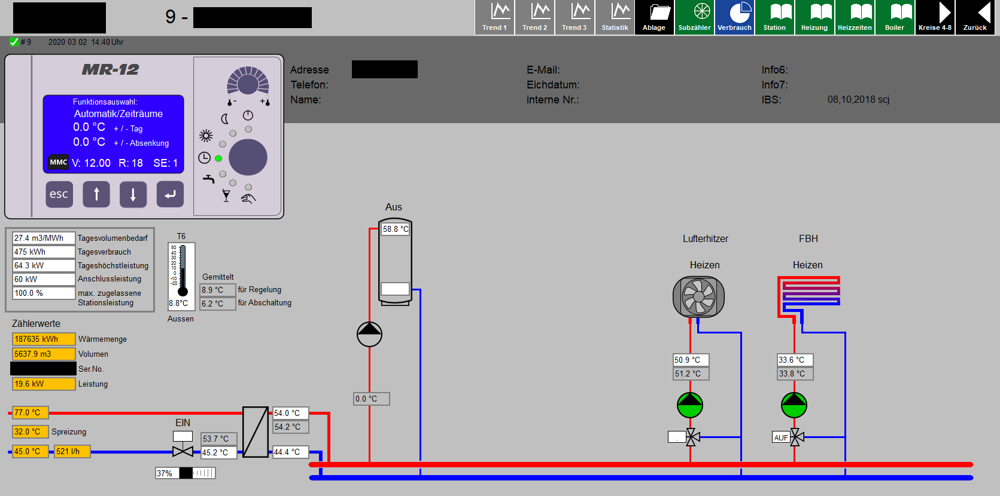 9 -
Trend 1
Trend 2
Trend 3
Statistik
Ablage
Subzähler
Verbrauch
Station
Heizung
Heizzeiten
Boiler
Kreise 4-8
Zurück
# 9 2020 03 02 14:40 Uhr
MR-12
Funktionsauswahl:
Automatik/Zeiträume
0.0 °C + / - Tag
0.0 °C + / - Absenkung
MMC V: 12.00 R: 18 SE: 1
esc
- +
Adresse
Telefon:
Name:
E-Mail:
Eichdatum:
interne Nr.:
Info6:
Info7:
IBS: 08,10,2018 scj
27.4 m3/MWh Tagesvolumenbedarf
475 kWh Tagesverbrauch
64.3 kW Tageshöchstleistung
60 kW Anschlussleistung
100.0 % max. zugelassene
Stationsleistung
T6
50
40
30
20
10
0
-10
-20
8.8°C
Aussen
Gemittelt
8.9 °C für Regelung
6.2 °C für Abschaltung
Zählerwerte
187635 kWh Wärmemenge
5637.9 m3 Volumen
Ser.No.
19.6 kW Leistung
77.0 °C
32.0 °C Spreizung
45.0 °C 521 l/h
EIN
53.7 °C
45.2 °C
37%
54.0 °C
54.2 °C
44.4 °C
Aus
58.8 °C
0.0 °C
Lufterhitzer
Heizen
50.9 °C
51.2 °C
.
FBH
Heizen
33.6 °C
33.8 °C
AUF